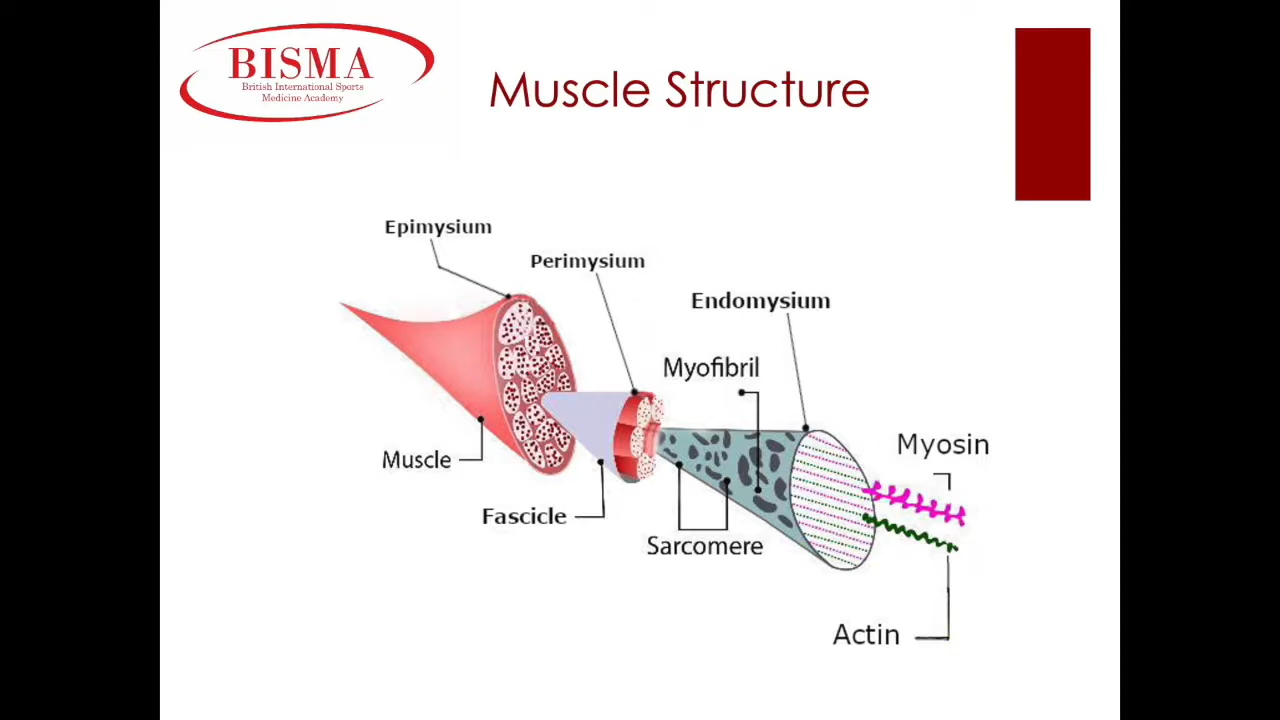 BISMA
British International Sports
Medicine Academy
Muscle Structure
Epimysium
Perimysium
Endomysium
Myofibril
Myosin
Muscle
Fascicle
Sarcomere
Actin